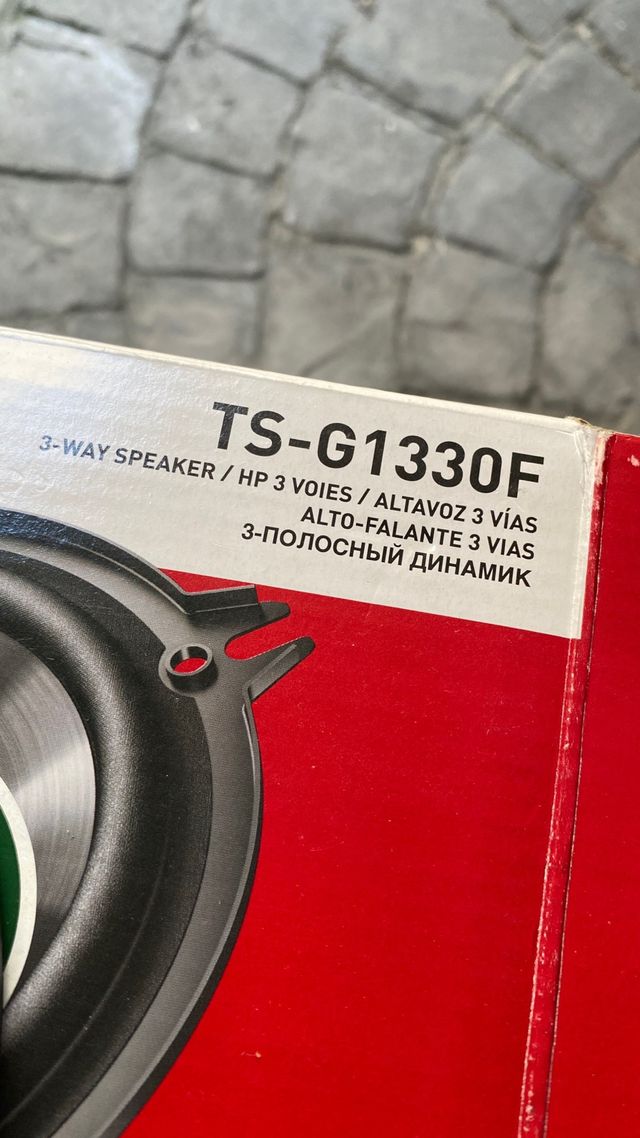 TS-G1330F
3-WAY SPEAKER / HP 3 VOIES / ALTAVOZ 3 VÍAS
ALTO-FALANTE 3 VIAS
3-ПОЛОСНЫЙ ДИНАМИК